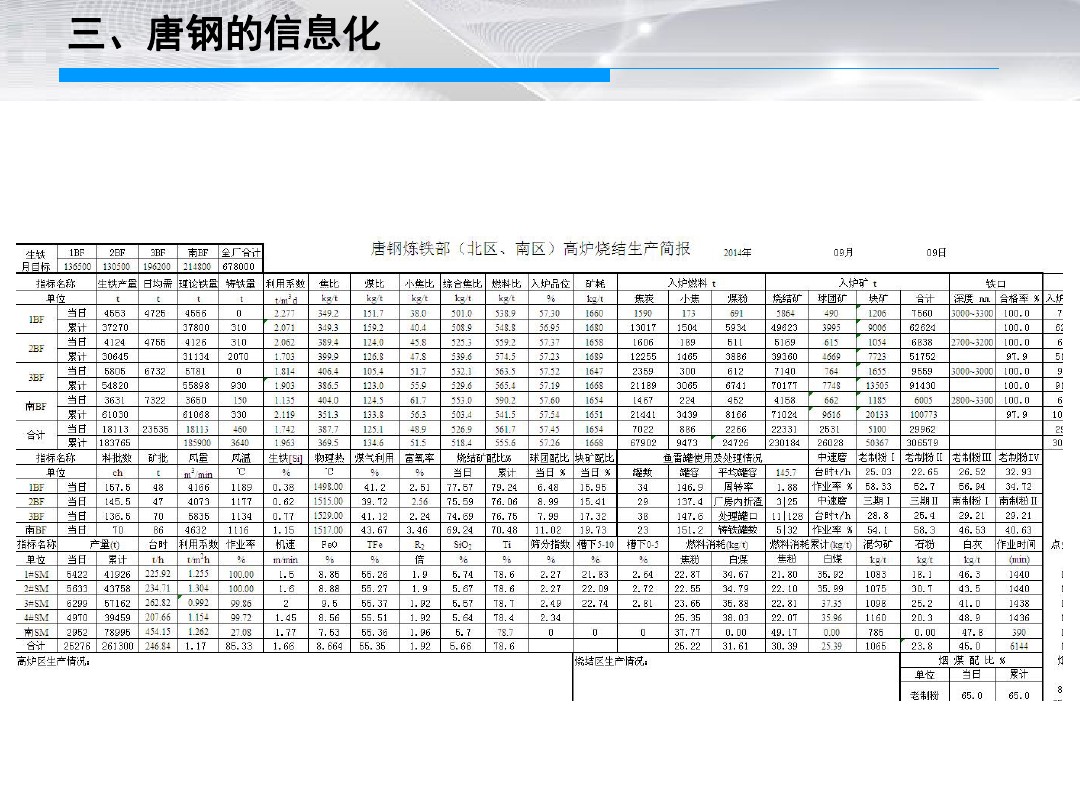 三、唐钢的信息化
唐钢炼铁部（北区、南区）高炉烧结生产简报 2014年 09月 09日
生铁 1BF 2BF 3BF 南BF 全厂合计
月目标 136500 130500 196200 214800 678000
指标名称 生铁产量 日均需 理论铁量 铸铁量 利用系数 焦比 煤比 小焦比 综合焦比 燃料比 入炉品位 矿耗 入炉燃料 t 入炉矿 t 铁口
单位 t t t t t/m³d kg/t kg/t kg/t kg/t kg/t % kg/t 焦炭 小焦 煤粉 烧结矿 球团矿 块矿 合计 深度 mm 合格率 % 入炉
1BF 当日 4553 4726 4556 0 2.277 349.2 151.7 38.0 501.0 538.9 57.30 1660 1590 173 691 5864 490 1206 7560 3000~3300 100.0 7
累计 37270 37800 310 2.071 349.3 159.2 40.4 508.9 548.8 56.95 1680 13017 1504 5934 49623 3995 9006 62624 100.0 62
2BF 当日 4124 4755 4126 310 2.062 389.4 124.0 45.8 525.3 559.2 57.37 1658 1606 189 511 5169 615 1054 6838 2700~3200 100.0 6
累计 30645 31134 2070 1.703 399.9 126.8 47.8 539.6 574.5 57.23 1689 12255 1465 3886 39360 4669 7723 51752 97.9 51
3BF 当日 5805 6732 5781 0 1.814 406.4 105.4 51.7 532.1 563.5 57.52 1647 2359 300 612 7140 764 1655 9559 3000~3000 100.0 9
累计 54820 55898 930 1.903 386.5 123.0 55.9 529.6 565.4 57.19 1668 21189 3065 6741 70177 7748 13505 91430 100.0 91
南BF 当日 3631 7322 3650 150 1.135 404.0 124.5 61.7 553.0 590.2 57.60 1654 1467 224 452 4158 662 1185 6005 2800~3300 100.0 6
累计 61030 61068 330 2.119 351.3 133.8 56.3 503.4 541.5 57.54 1651 21441 3439 8166 71024 9616 20133 100773 97.9 10
合计 当日 18113 23535 18113 460 1.742 387.7 125.1 48.9 526.9 561.7 57.45 1654 7022 886 2266 22331 2531 5100 29962
累计 183765 185900 3640 1.963 369.5 134.6 51.5 518.4 555.6 57.26 1668 67902 9473 24726 230184 26028 50367 306579 30
指标名称 料批数 矿批 风量 风温 生铁[Si] 物理热 煤气利用 富氧率 烧结矿配比% 球团配比 块矿配比 鱼雷罐使用及处理情况 中速磨 老制粉Ⅰ 老制粉Ⅱ 老制粉Ⅲ 老制粉Ⅳ
单位 ch t m³/min ℃ % ℃ % % 当日 累计 当日 % 当日 % 罐数 罐容 平均罐容 145.7 台时t/h 25.03 22.65 26.52 32.93
1BF 当日 157.5 48 4166 1189 0.38 1498.00 41.2 2.51 77.57 79.24 6.48 15.95 34 146.9 周转率 1.88 作业率 % 58.33 52.7 56.94 34.72
2BF 当日 145.5 47 4073 1177 0.62 1515.00 39.72 2.56 75.59 76.06 8.99 15.41 29 137.4 厂房内折渣 3|25 中速磨 三期Ⅰ 三期Ⅱ 南制粉Ⅰ 南制粉Ⅱ
3BF 当日 136.5 70 5835 1134 0.77 1529.00 41.12 2.24 74.69 76.75 7.99 17.32 38 147.6 处理罐口 11|128 台时t/h 28.8 25.4 29.21 29.21
南BF 当日 70 86 4632 1116 1.15 1517.00 43.67 3.46 69.24 70.48 11.02 19.73 23 151.2 铸铁罐数 5|32 作业率 % 54.1 58.3 46.53 40.63
指标名称 产量(t) 台时 利用系数 作业率 机速 FeO TFe R₂ SiO₂ Ti 筛分指数 槽下5-10 槽下0-5 燃料消耗(kg/t) 燃料消耗累计(kg/t) 混匀矿 石粉 白灰 作业时间 点
单位 当日 累计 t/h t/m²h % m/min % % 倍 % % % % % 焦粉 白煤 焦粉 白煤 kg/t kg/t kg/t (min)
1#SM 5422 41926 225.92 1.255 100.00 1.5 8.85 55.26 1.9 5.74 78.6 2.27 21.83 2.64 22.87 34.67 21.80 35.92 1083 18.1 46.3 1440
2#SM 5633 43758 234.71 1.304 100.00 1.6 8.88 55.27 1.9 5.67 78.6 2.27 22.09 2.72 22.55 34.79 22.10 35.99 1075 30.7 43.5 1440
3#SM 6299 57162 262.82 0.992 99.86 2 9.5 55.37 1.92 5.57 78.7 2.49 22.74 2.81 23.65 35.88 22.81 37.35 1098 25.2 41.0 1438
4#SM 4970 39459 207.66 1.154 99.72 1.45 8.56 55.51 1.92 5.64 78.4 2.34 25.35 38.03 22.07 35.96 1160 20.3 48.9 1436
南SM 2952 78995 454.15 1.262 27.08 1.77 7.53 55.36 1.96 5.7 78.7 0 0 0 37.77 0.00 49.17 0.00 785 0.00 47.8 390
合计 25276 261300 246.84 1.17 85.33 1.66 8.664 55.35 1.92 5.66 78.6 25.22 31.61 30.39 25.39 1065 23.8 45.0 6144
高炉区生产情况： 烧结区生产情况： 烟 煤 配 比 %
单位 当日 累计
老制粉 65.0 65.0 8